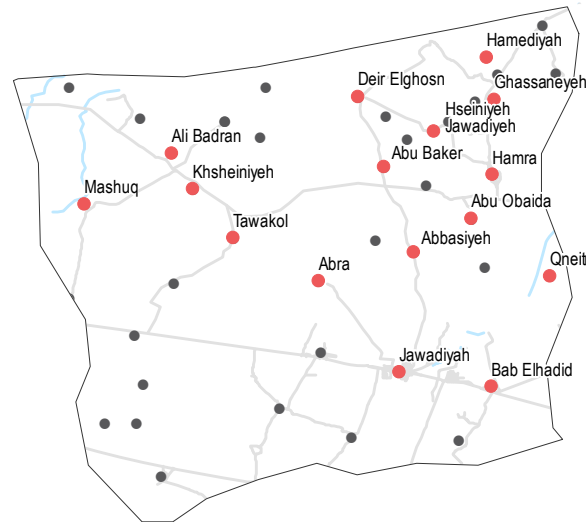 Hamediyah
Deir Elghosn
Ghassaneyeh
Hseiniyeh
Jawadiyeh
Ali Badran
Abu Baker
Hamra
Khsheiniyeh
Mashuq
Abu Obaida
Tawakol
Abbasiyeh
Abra
Qneit
Jawadiyah
Bab Elhadid